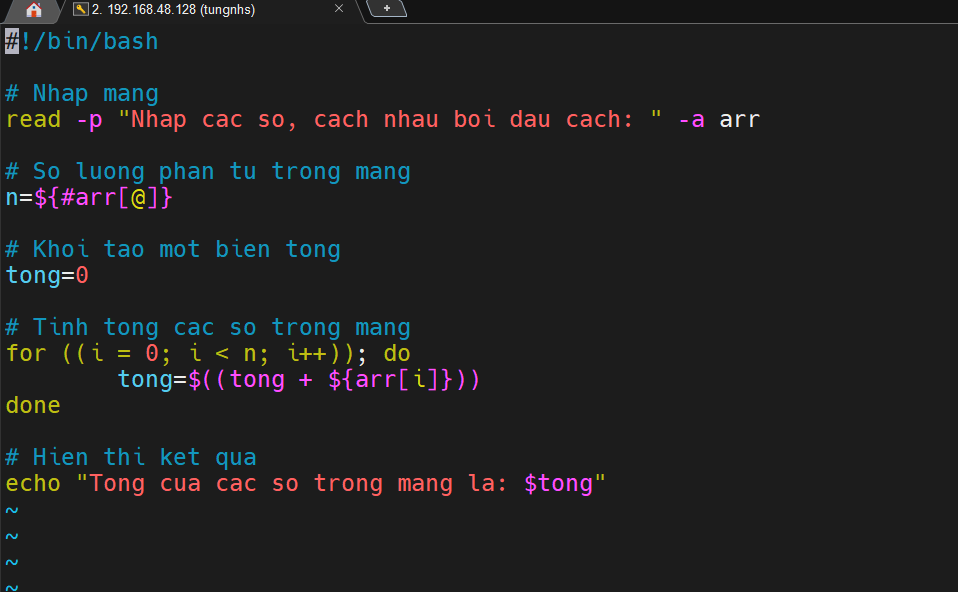 2. 192.168.48.128 (tungnhs)
#!/bin/bash
# Nhap mang
read -p "Nhap cac so, cach nhau boi dau cach: " -a arr
# So luong phan tu trong mang
n=${#arr[@]}
# Khoi tao mot bien tong
tong=0
# Tinh tong cac so trong mang
for ((i = 0; i < n; i++)); do
        tong=$((tong + ${arr[i]}))
done
# Hien thi ket qua
echo "Tong cua cac so trong mang la: $tong"
~
~
~
~